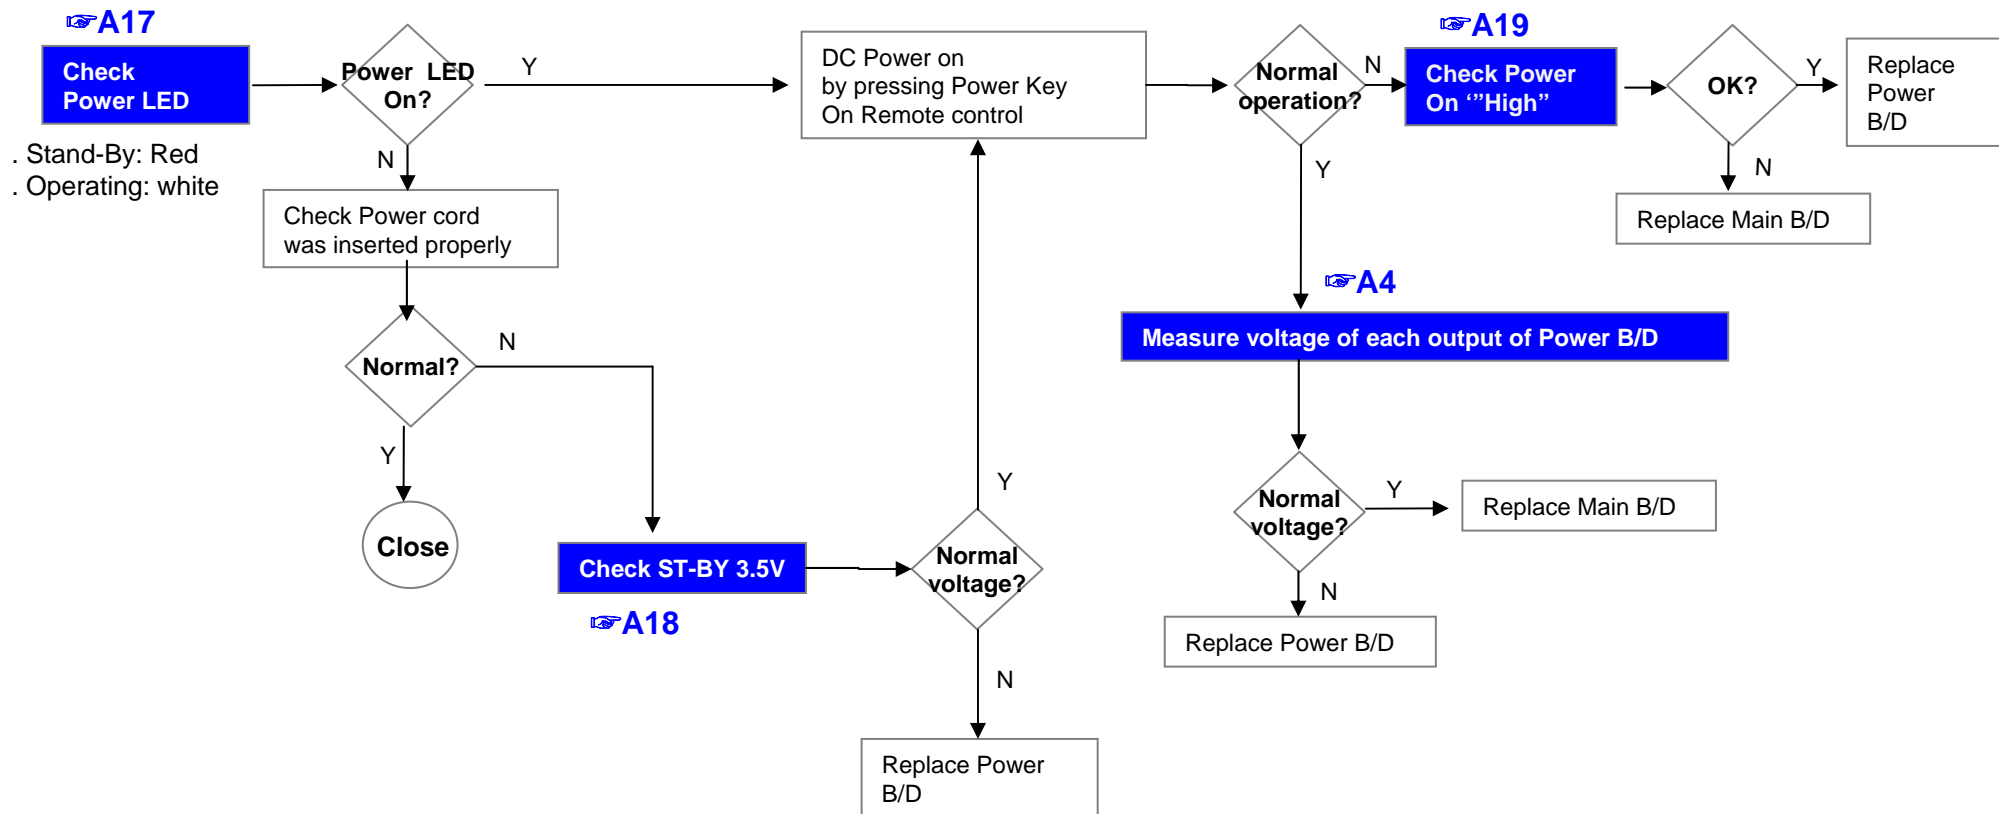 ☞A17
Check
Power LED
. Stand-By: Red
. Operating: white
Power LED
On?
Y
N
Check Power cord
was inserted properly
Normal?
N
Y
Close
Check ST-BY 3.5V
☞A18
Normal
voltage?
Y
N
Replace Power
B/D
DC Power on
by pressing Power Key
On Remote control
Normal
operation?
N
Y
☞A19
Check Power
On ‘”High”
OK?
Y
N
Replace
Power
B/D
Replace Main B/D
☞A4
Measure voltage of each output of Power B/D
Normal
voltage?
Y
N
Replace Main B/D
Replace Power B/D